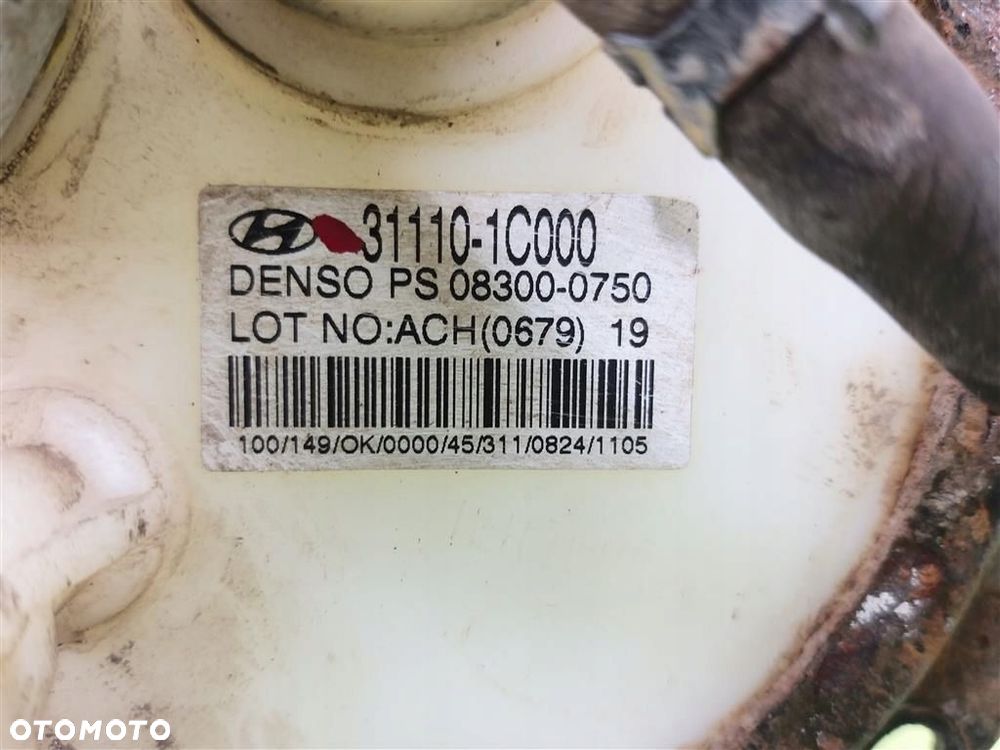 31110-1C000
DENSO PS 08300-0750
LOT NO:ACH(0679) 19
100/149/OK/0000/45/311/0824/1105
OTOMOTO